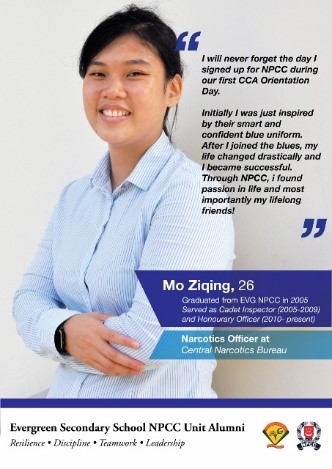 “
I will never forget the day I
signed up for NPCC during
our first CCA Orientation
Day.
Initially I was just inspired
by their smart and
confident blue uniform.
After I joined the blues, my
life changed drastically and
I became successful.
Through NPCC, i found
passion in life and most
importantly my lifelong
friends!
”
Mo Ziqing, 26
Graduated from EVG NPCC in 2005
Served as Cadet Inspector (2005-2009)
and Honourary Officer (2010- present)
Narcotics Officer at
Central Narcotics Bureau
Evergreen Secondary School NPCC Unit Alumni
Resilience • Discipline • Teamwork • Leadership
NPCC